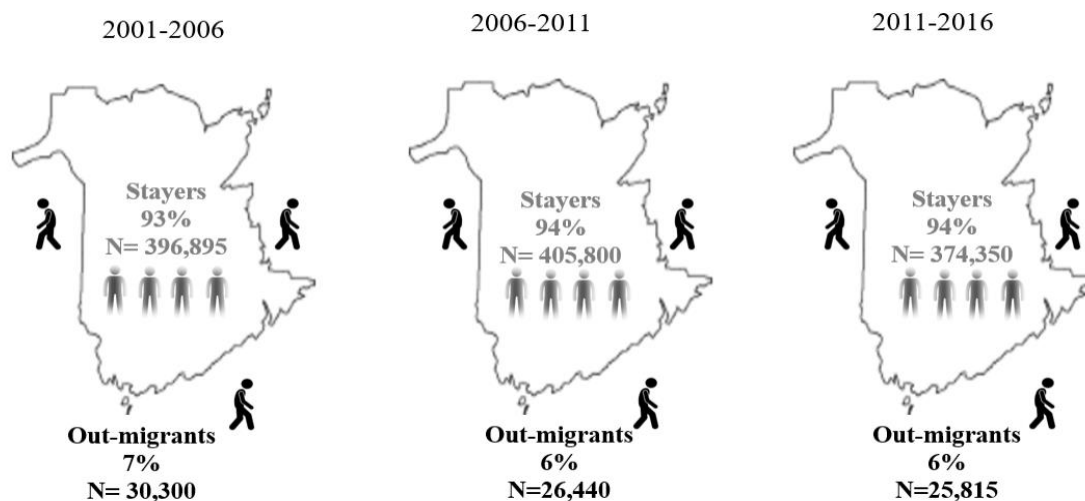 2001-2006
Stayers
93%
N= 396,895
Out-migrants
7%
N= 30,300
2006-2011
Stayers
94%
N= 405,800
Out-migrants
6%
N=26,440
2011-2016
Stayers
94%
N= 374,350
Out-migrants
6%
N=25,815